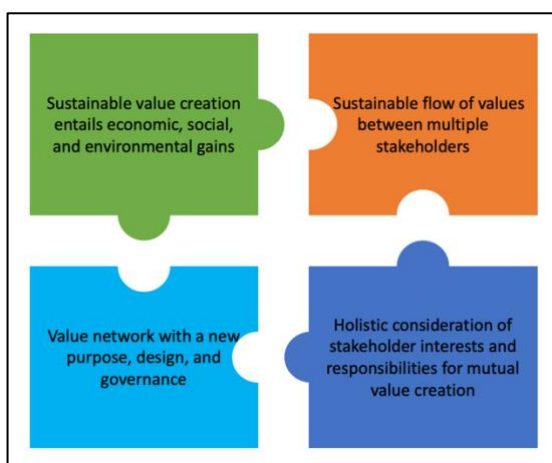 Sustainable value creation
entails economic, social,
and environmental gains
Sustainable flow of values
between multiple
stakeholders
Value network with a new
purpose, design, and
governance
Holistic consideration of
stakeholder interests and
responsibilities for mutual
value creation